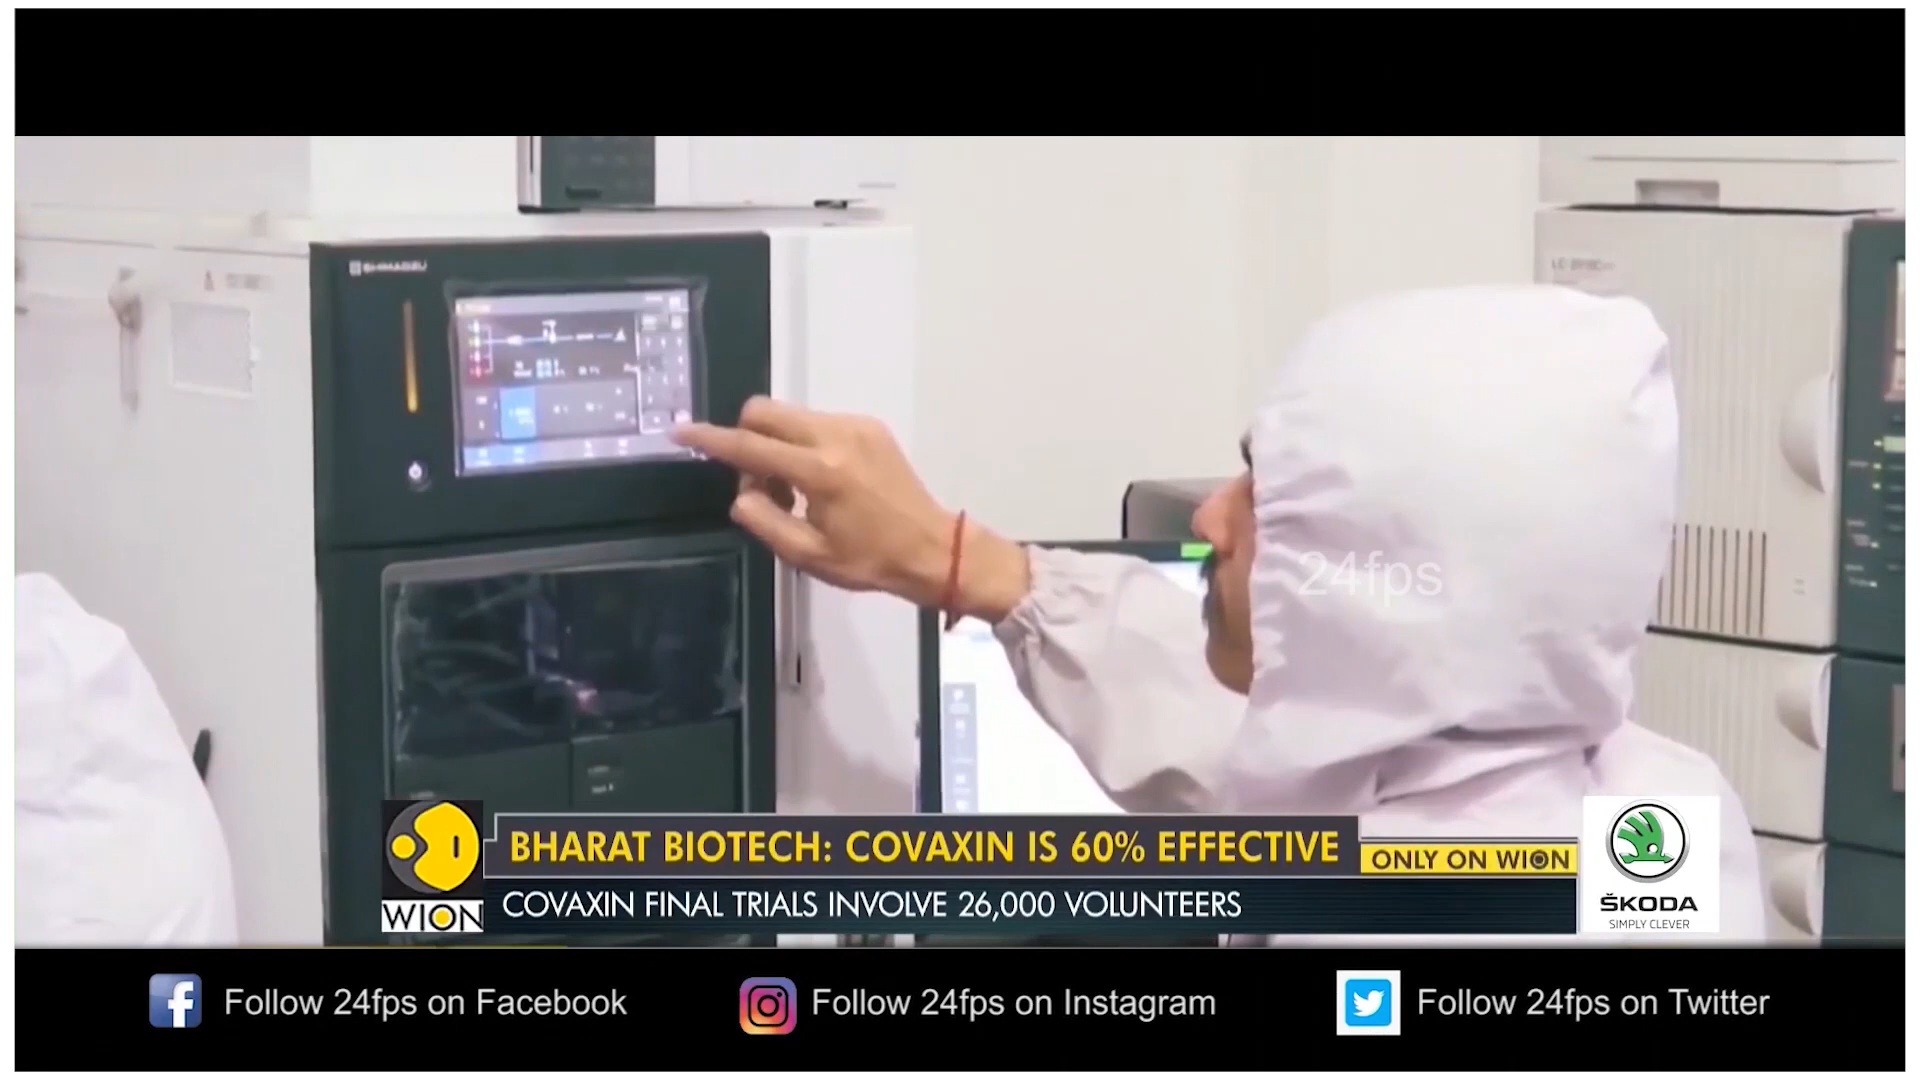 SHIMADZU
24fps
BHARAT BIOTECH: COVAXIN IS 60% EFFECTIVE
ONLY ON WION
WION
COVAXIN FINAL TRIALS INVOLVE 26,000 VOLUNTEERS
ŠKODA
SIMPLY CLEVER
Follow 24fps on Facebook
Follow 24fps on Instagram
Follow 24fps on Twitter